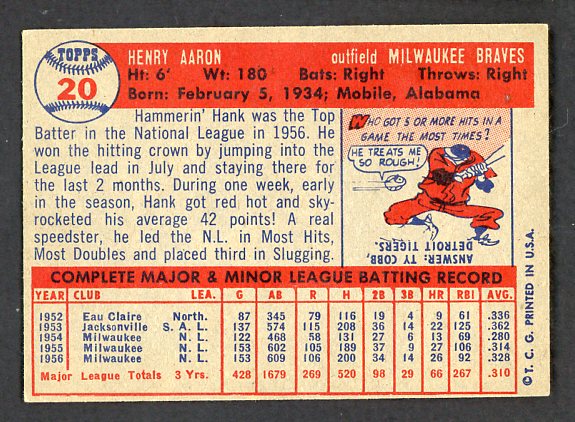 TOPPS
20
HENRY AARON outfield MILWAUKEE BRAVES
Ht: 6' Wt: 180 Bats: Right Throws: Right
Born: February 5, 1934; Mobile, Alabama
Hammerin' Hank was the Top
Batter in the National League in 1956. He
won the hitting crown by jumping into the
League lead in July and staying there for
the last 2 months. During one week, early
in the season, Hank got red hot and sky-
rocketed his average 42 points! A real
speedster, he led the N.L. in Most Hits,
Most Doubles and placed third in Slugging.
WHO GOT 5 OR MORE HITS IN A
GAME THE MOST TIMES?
HE TREATS ME
SO ROUGH!
ANSWER: TY COBB,
DETROIT TIGERS.
COMPLETE MAJOR & MINOR LEAGUE BATTING RECORD
YEAR CLUB LEA. G AB R H 2B 3B HR RBI AVG.
1952 Eau Claire North. 87 345 79 116 19 4 9 61 .336
1953 Jacksonville S. A. L. 137 574 115 208 36 14 22 125 .362
1954 Milwaukee N. L. 122 468 58 131 27 6 13 69 .280
1955 Milwaukee N. L. 153 602 105 189 37 9 27 106 .314
1956 Milwaukee N. L. 153 609 106 200 34 14 26 92 .328
Major League Totals 3 Yrs. 428 1679 269 520 98 29 66 267 .310
© T. C. G. PRINTED IN U.S.A.